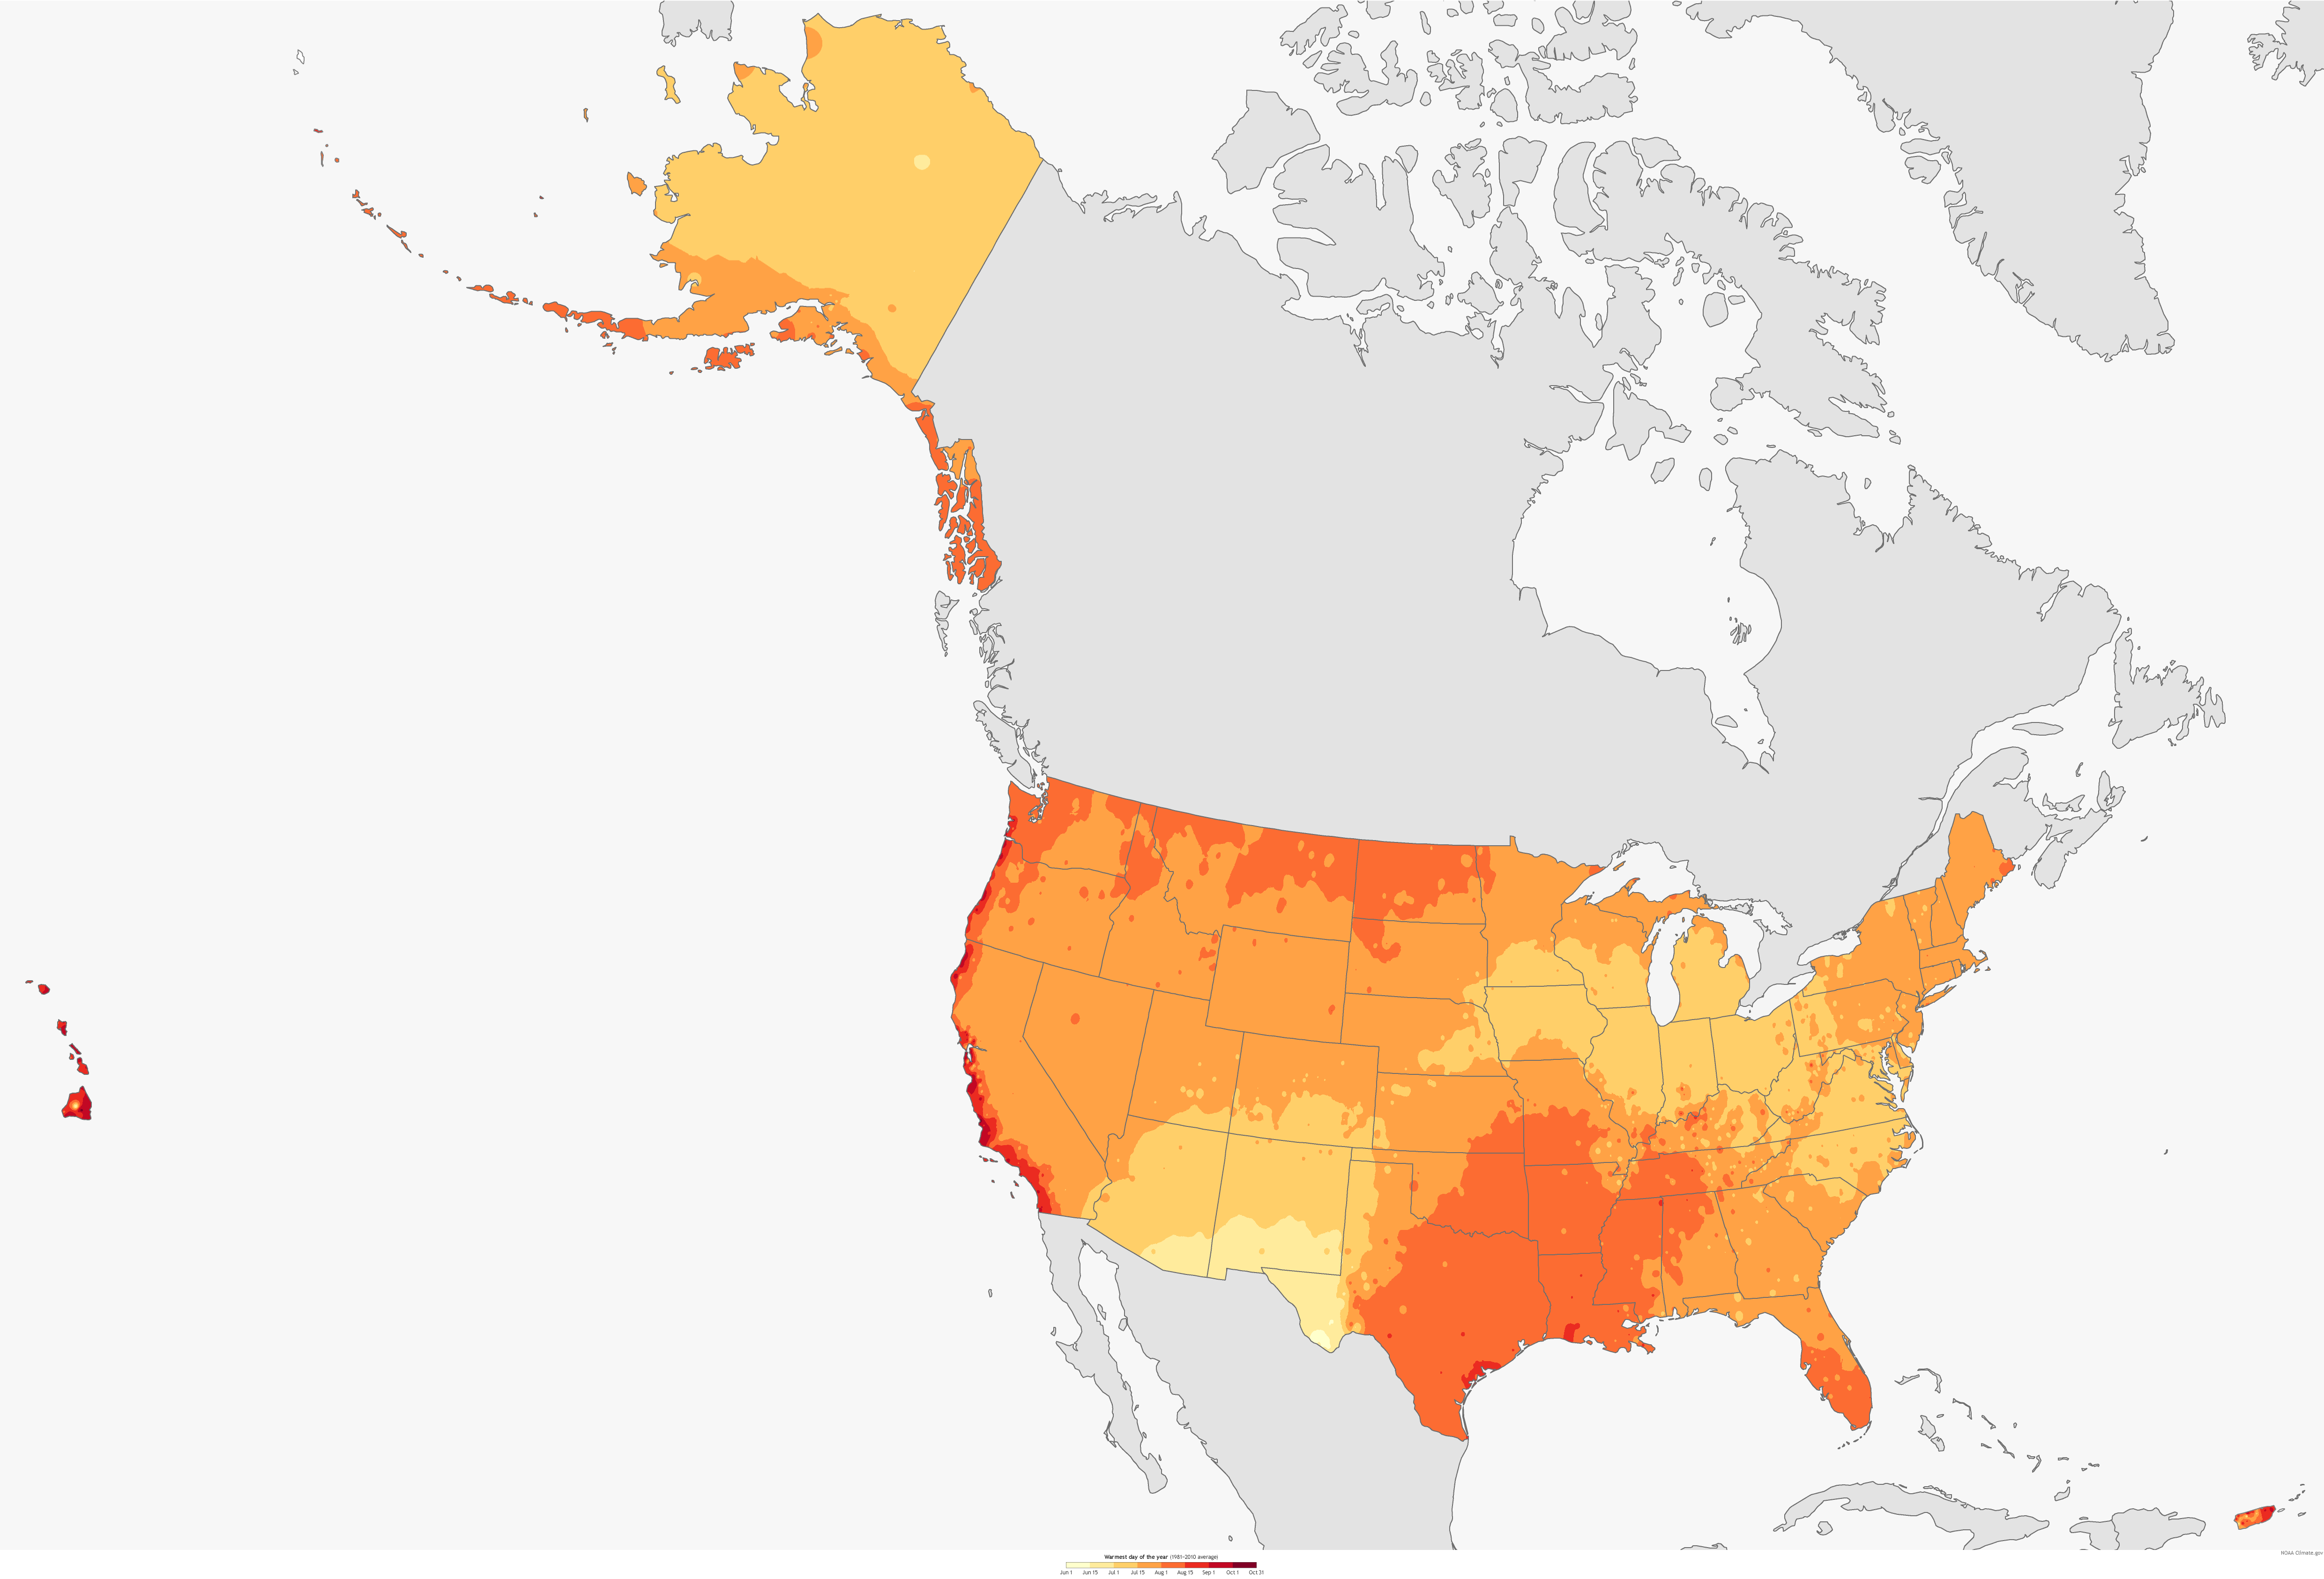 Warmest day of the year (1981-2010 average)
Jun 1 Jun 15 Jul 1 Jul 15 Aug 1 Aug 15 Sep 1 Oct 1 Oct 31
NOAA Climate.gov